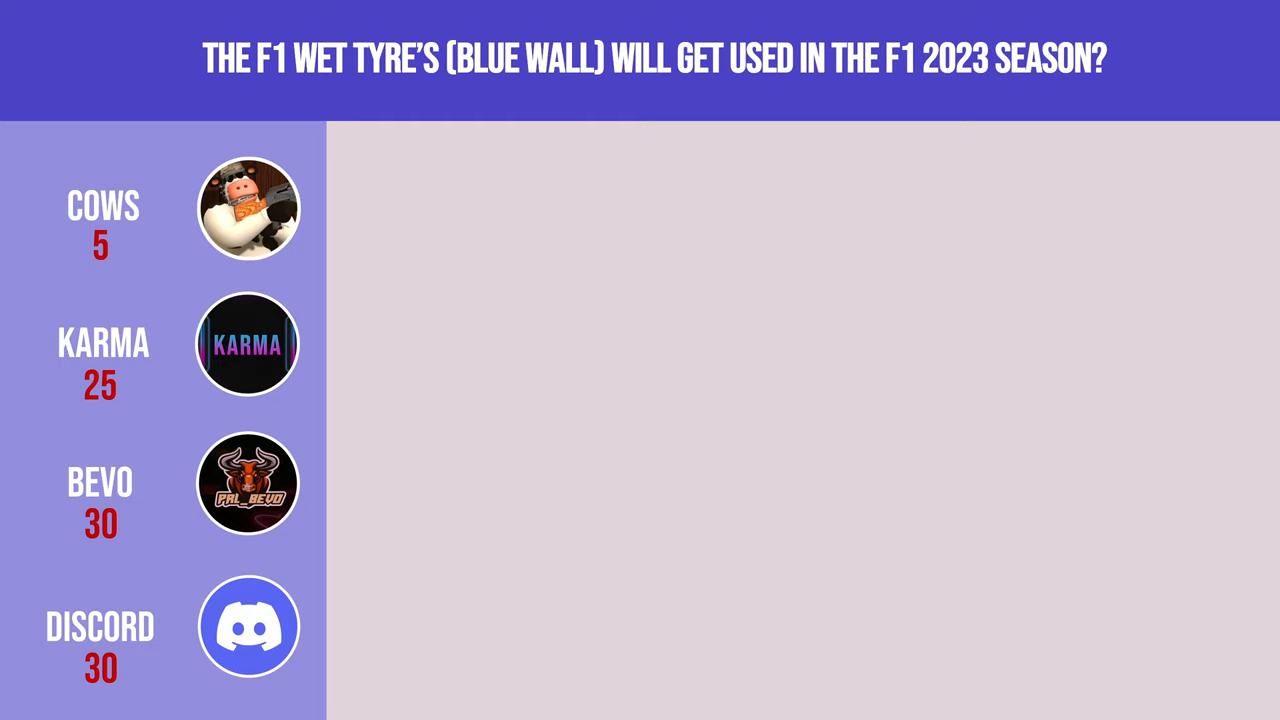 THE F1 WET TYRE'S (BLUE WALL) WILL GET USED IN THE F1 2023 SEASON?
COWS
5
KARMA
25
KARMA
BEVO
30
PRL_BEVO
DISCORD
30